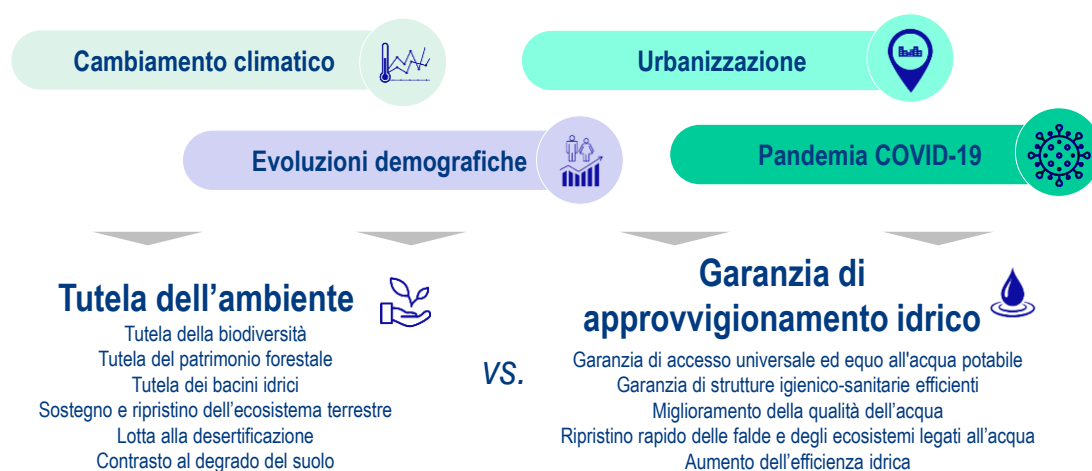 Cambiamento climatico
Urbanizzazione
Evoluzioni demografiche
Pandemia COVID-19
Tutela dell’ambiente
Tutela della biodiversità
Tutela del patrimonio forestale
Tutela dei bacini idrici
Sostegno e ripristino dell’ecosistema terrestre
Lotta alla desertificazione
Contrasto al degrado del suolo
vs.
Garanzia di
approvvigionamento idrico
Garanzia di accesso universale ed equo all'acqua potabile
Garanzia di strutture igienico-sanitarie efficienti
Miglioramento della qualità dell’acqua
Ripristino rapido delle falde e degli ecosistemi legati all’acqua
Aumento dell’efficienza idrica